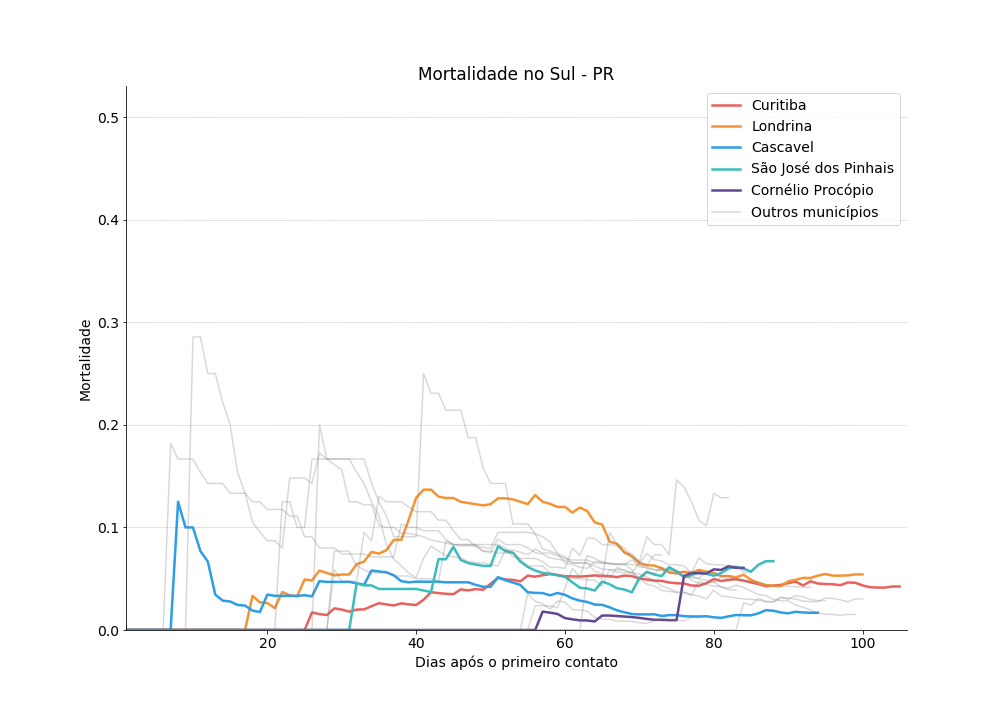 Mortalidade no Sul - PR
Curitiba
Londrina
Cascavel
São José dos Pinhais
Cornélio Procópio
Outros municípios
0.5
0.4
0.3
0.2
0.1
0.0
Mortalidade
20
40
60
80
100
Dias após o primeiro contato